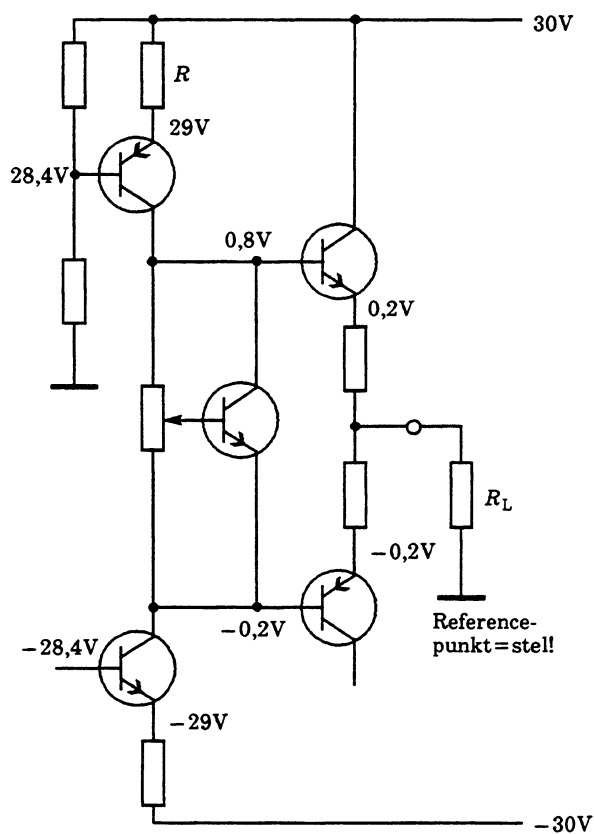 30V
R
29V
28,4V
0,8V
0,2V
R_L
−0,2V
Reference-
punkt = stel!
−0,2V
−28,4V
−29V
−30V